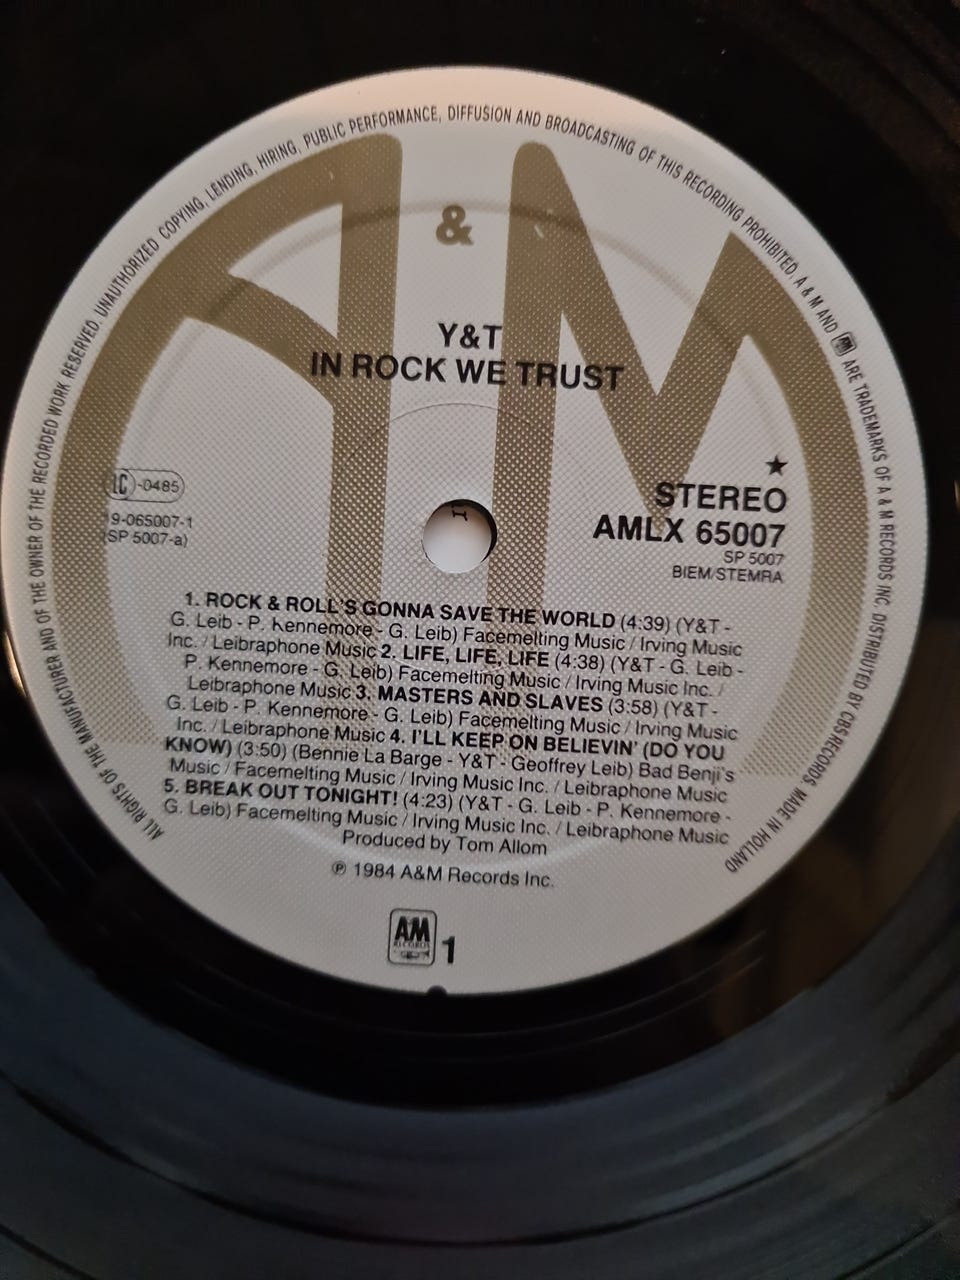 ALL RIGHTS OF THE MANUFACTURER AND OF THE OWNER OF THE RECORDED WORK RESERVED. UNAUTHORIZED COPYING, LENDING, HIRING, PUBLIC PERFORMANCE, DIFFUSION AND BROADCASTING OF THIS RECORDING PROHIBITED. A & M AND AM ARE TRADEMARKS OF A & M RECORDS INC. DISTRIBUTED BY CBS RECORDS. MADE IN HOLLAND
A & M
Y&T
IN ROCK WE TRUST
LC-0485
9-065007-1
(SP 5007-a)
★
STEREO
AMLX 65007
SP 5007
BIEM/STEMRA
1. ROCK & ROLL'S GONNA SAVE THE WORLD (4:39) (Y&T -
G. Leib - P. Kennemore - G. Leib) Facemelting Music / Irving Music
Inc. / Leibraphone Music 2. LIFE, LIFE, LIFE (4:38) (Y&T - G. Leib -
P. Kennemore - G. Leib) Facemelting Music / Irving Music Inc. /
Leibraphone Music 3. MASTERS AND SLAVES (3:58) (Y&T -
G. Leib - P. Kennemore - G. Leib) Facemelting Music / Irving Music
Inc. / Leibraphone Music 4. I'LL KEEP ON BELIEVIN' (DO YOU
KNOW) (3:50) (Bennie La Barge - Y&T - Geoffrey Leib) Bad Benji's
Music / Facemelting Music / Irving Music Inc. / Leibraphone Music
5. BREAK OUT TONIGHT! (4:23) (Y&T - G. Leib - P. Kennemore -
G. Leib) Facemelting Music / Irving Music Inc. / Leibraphone Music
Produced by Tom Allom
℗ 1984 A&M Records Inc.
AM
RECORDS
1